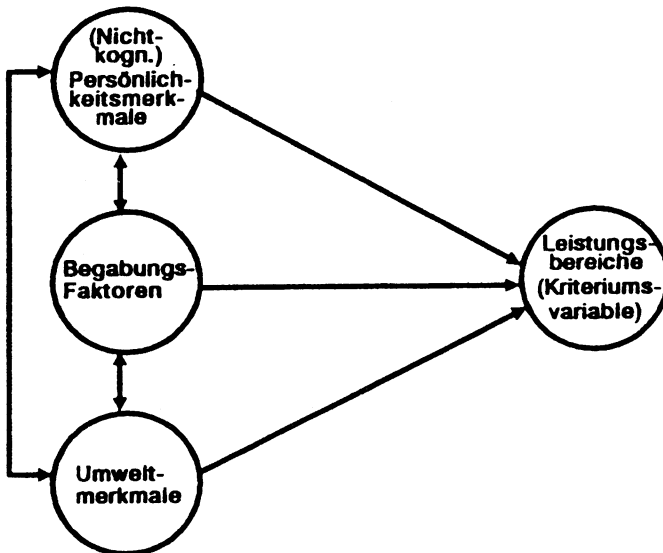 (Nicht-
kogn.)
Persönlich-
keitsmerk-
male
Begabungs-
Faktoren
Leistungs-
bereiche
(Kriteriums-
variable)
Umwelt-
merkmale